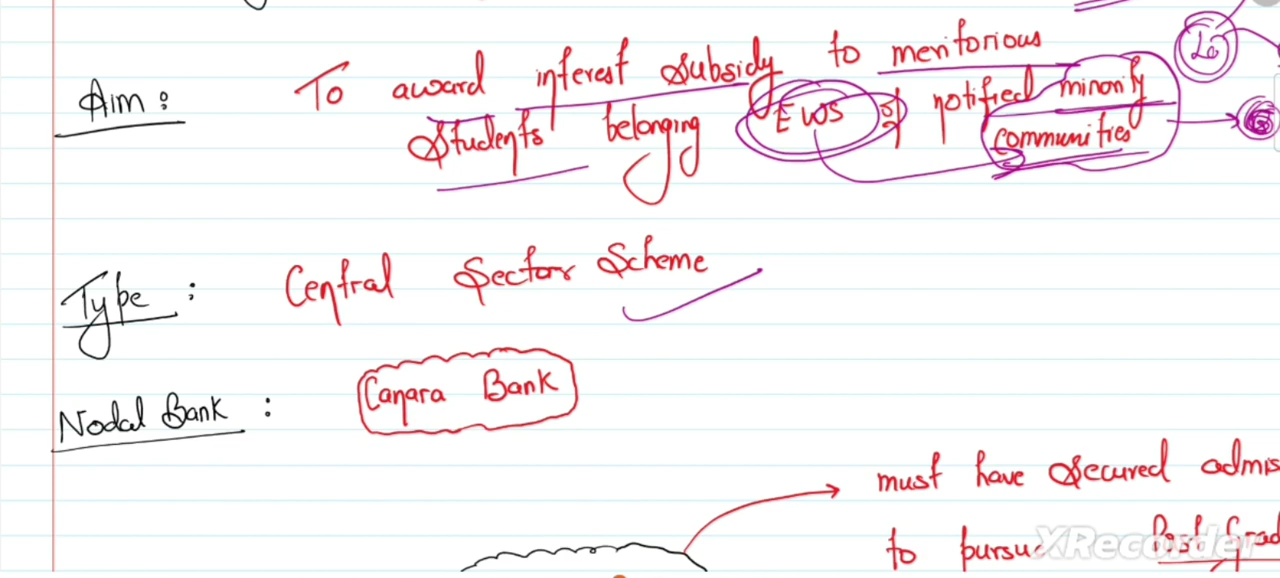 Aim: To award interest subsidy to meritorious
students belonging EWS of notified minority
communities
Type : Central Sector Scheme
Nodal Bank : Canara Bank
must have secured admis
to pursu Post Grad
XRecorder